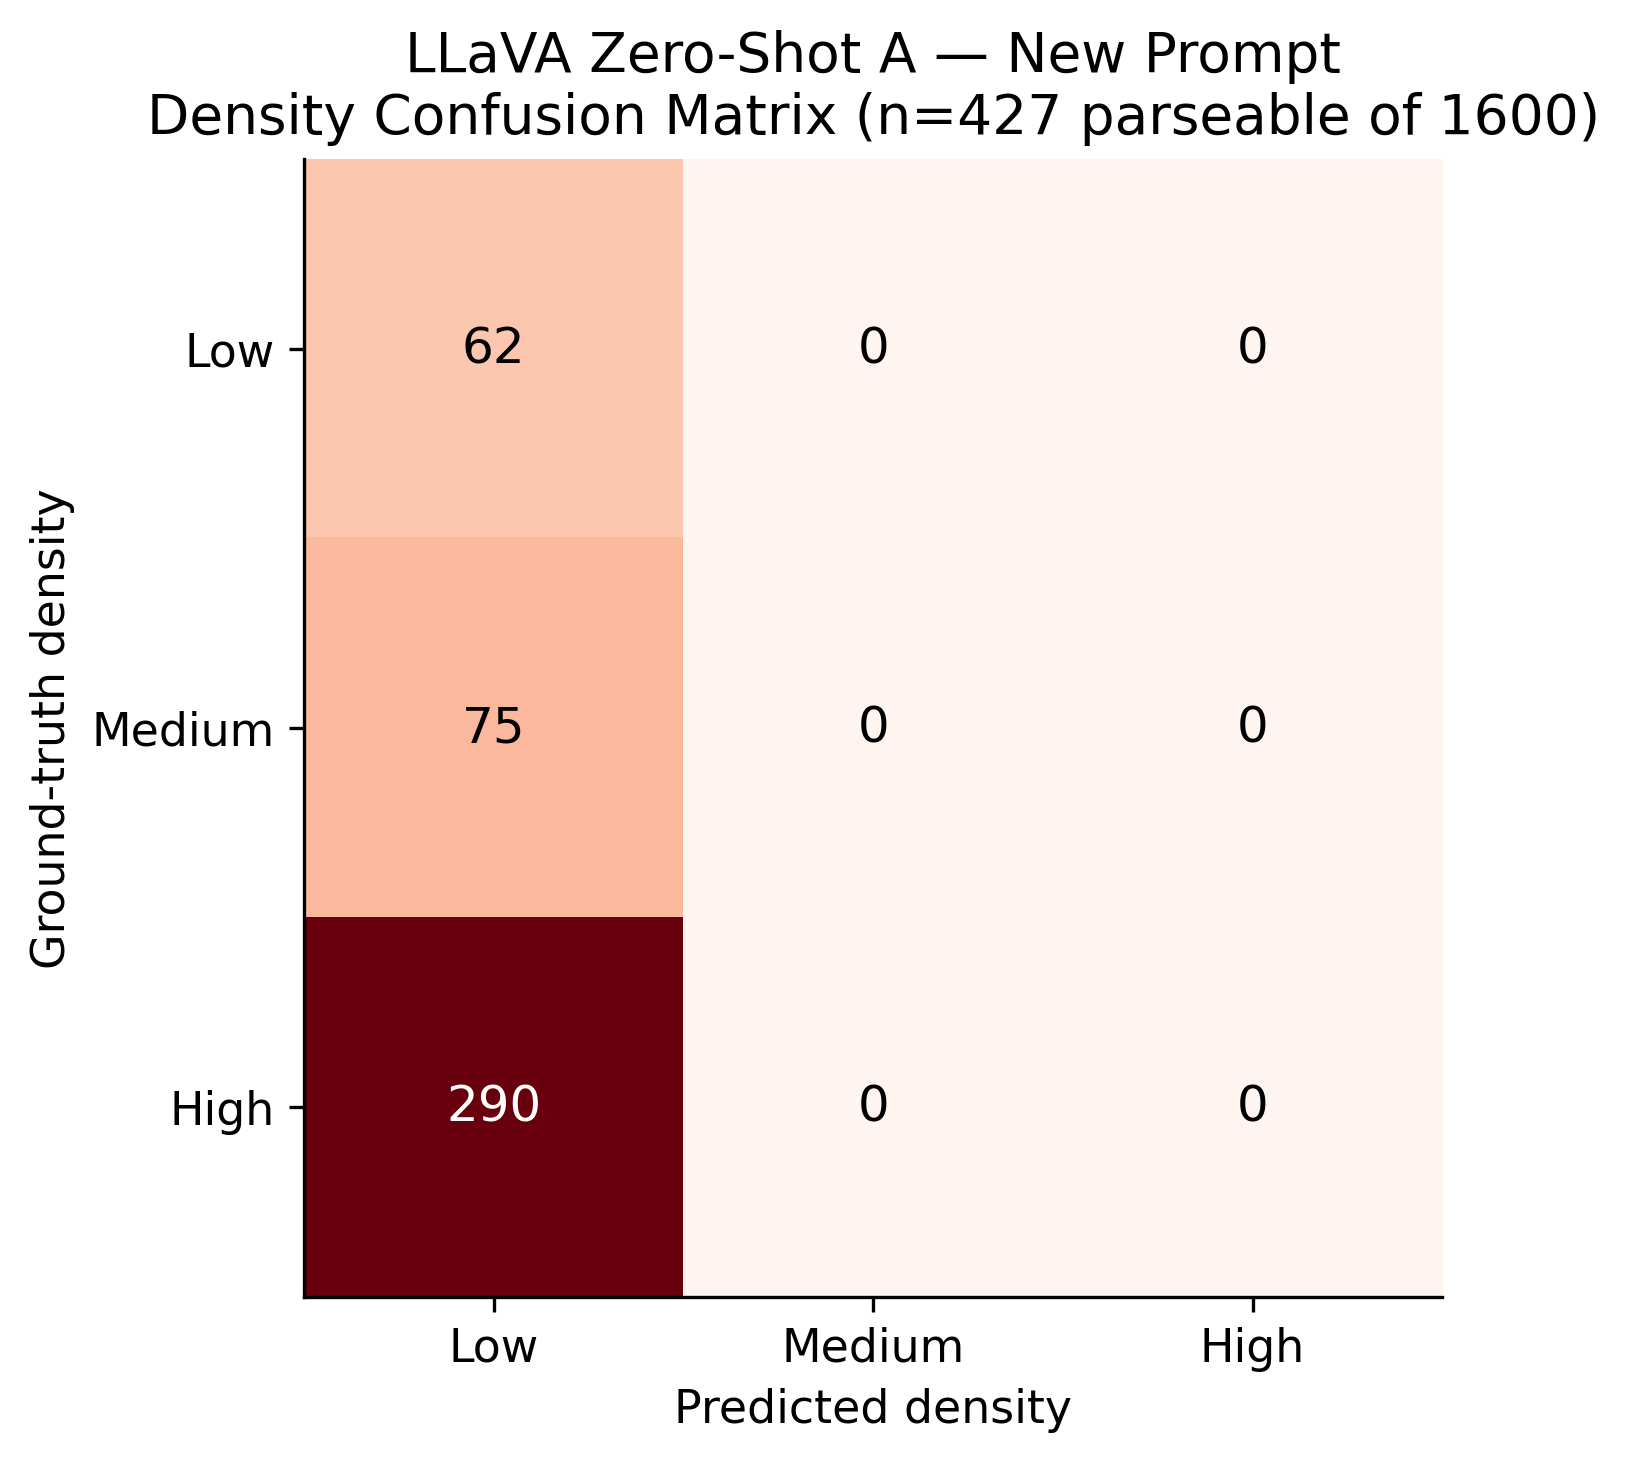 LLaVA Zero-Shot A — New Prompt
Density Confusion Matrix (n=427 parseable of 1600)
Ground-truth density
Low 62 0 0
Medium 75 0 0
High 290 0 0
Low Medium High
Predicted density